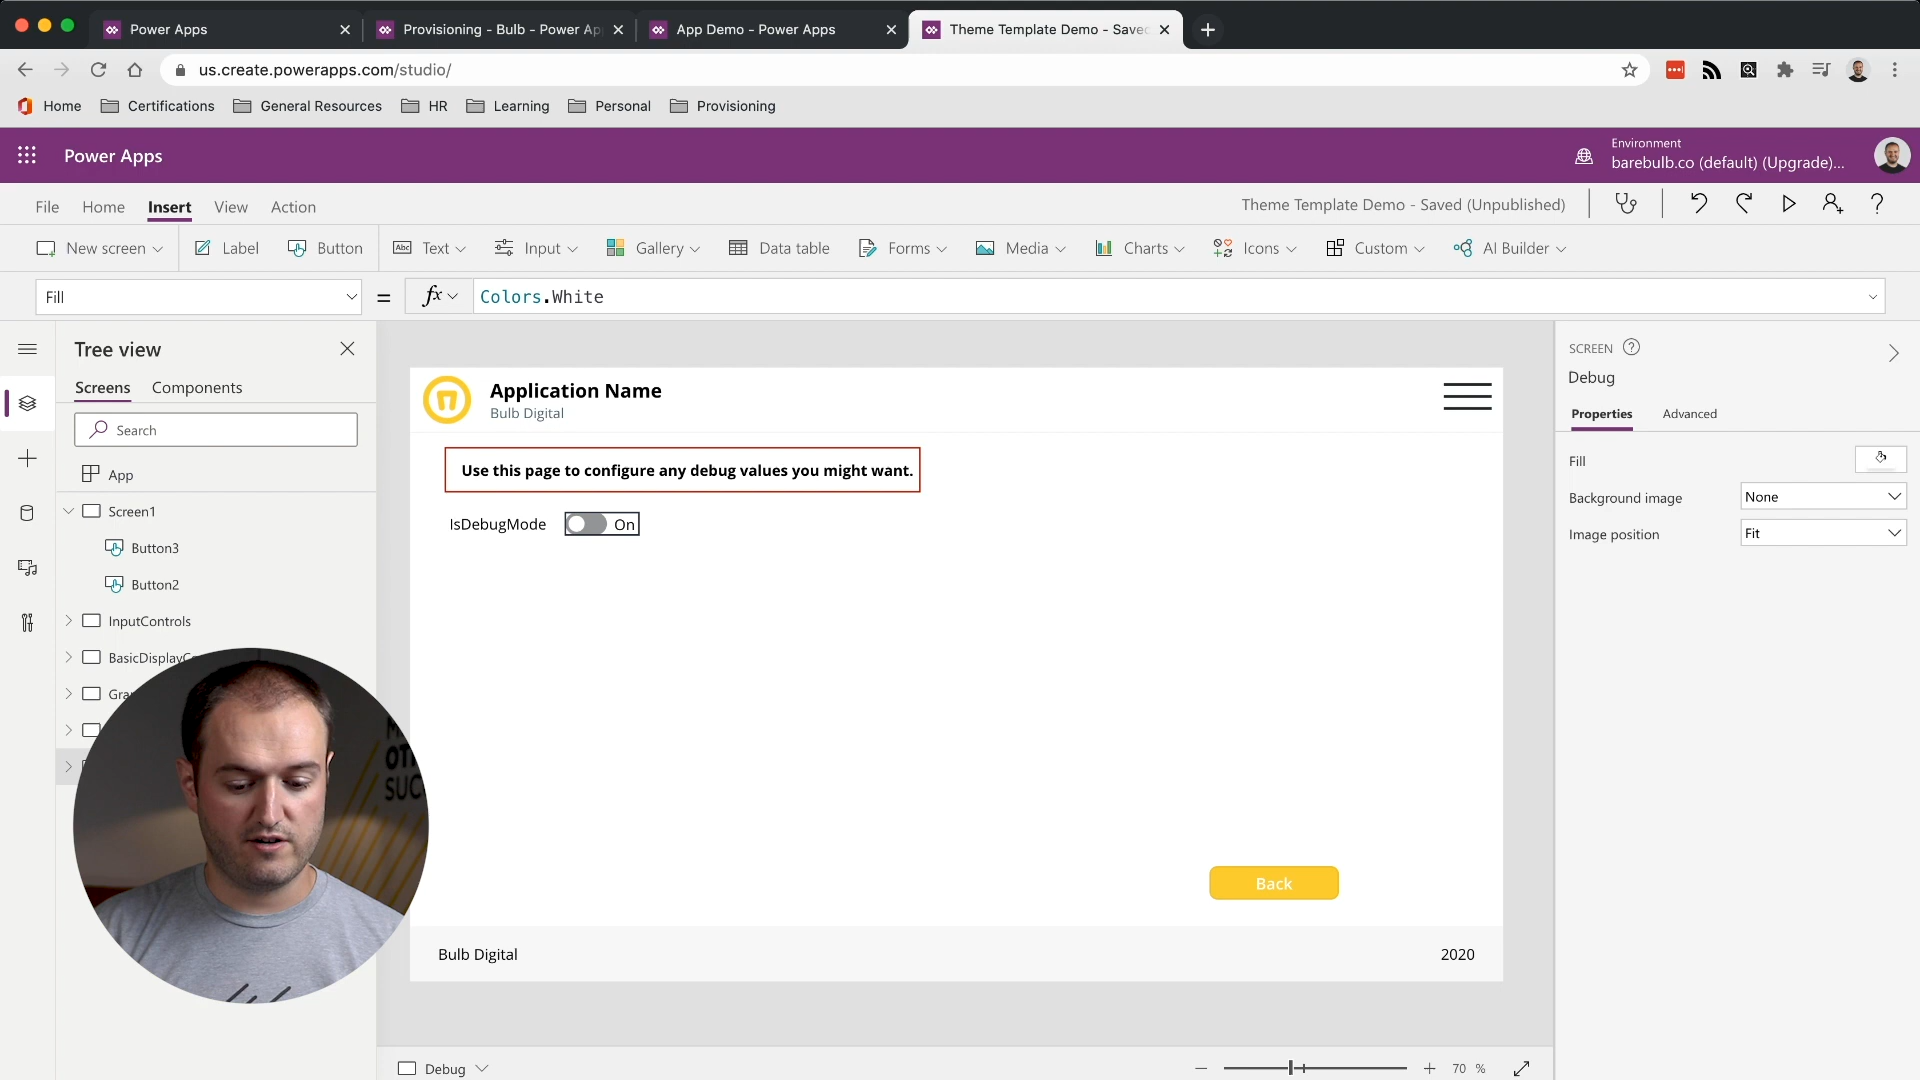 Power Apps
Provisioning - Bulb - Power Ap
App Demo - Power Apps
Theme Template Demo - Save
us.create.powerapps.com/studio/
Home
Certifications
General Resources
HR
Learning
Personal
Provisioning
Power Apps
Environment
barebulb.co (default) (Upgrade)...
File
Home
Insert
View
Action
Theme Template Demo - Saved (Unpublished)
New screen
Label
Button
Abc
Text
Input
Gallery
Data table
Forms
Media
Charts
Icons
Custom
AI Builder
Fill
=
fx
Colors.White
Tree view
Screens
Components
Search
App
Screen1
Button3
Button2
InputControls
BasicDisplayC
Gra
Application Name
Bulb Digital
Use this page to configure any debug values you might want.
IsDebugMode
On
Back
Bulb Digital
2020
SCREEN
Debug
Properties
Advanced
Fill
Background image
None
Image position
Fit
SUC
Debug
70 %